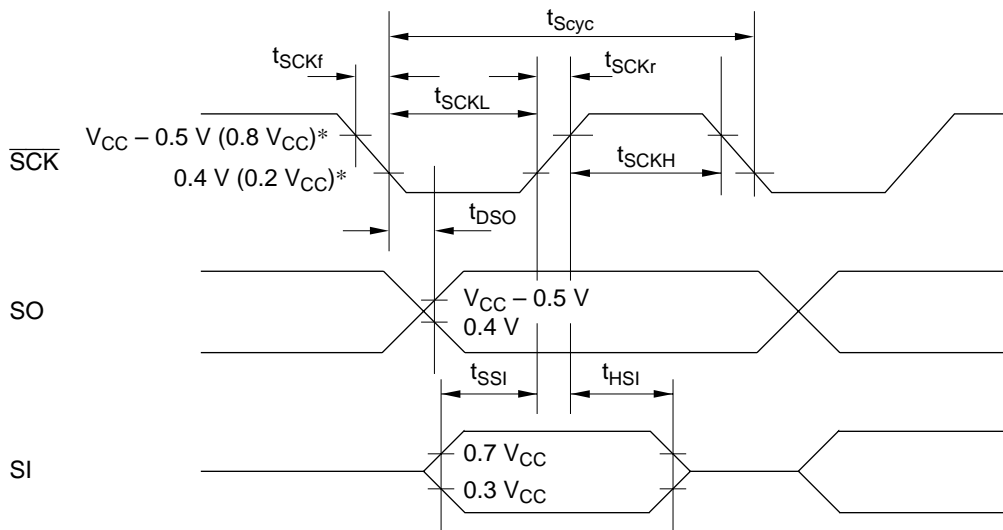 tScyc
tSCKf
tSCKr
tSCKL
VCC – 0.5 V (0.8 VCC)*
SCK
tSCKH
0.4 V (0.2 VCC)*
tDSO
SO
VCC – 0.5 V
0.4 V
tSSI
tHSI
SI
0.7 VCC
0.3 VCC